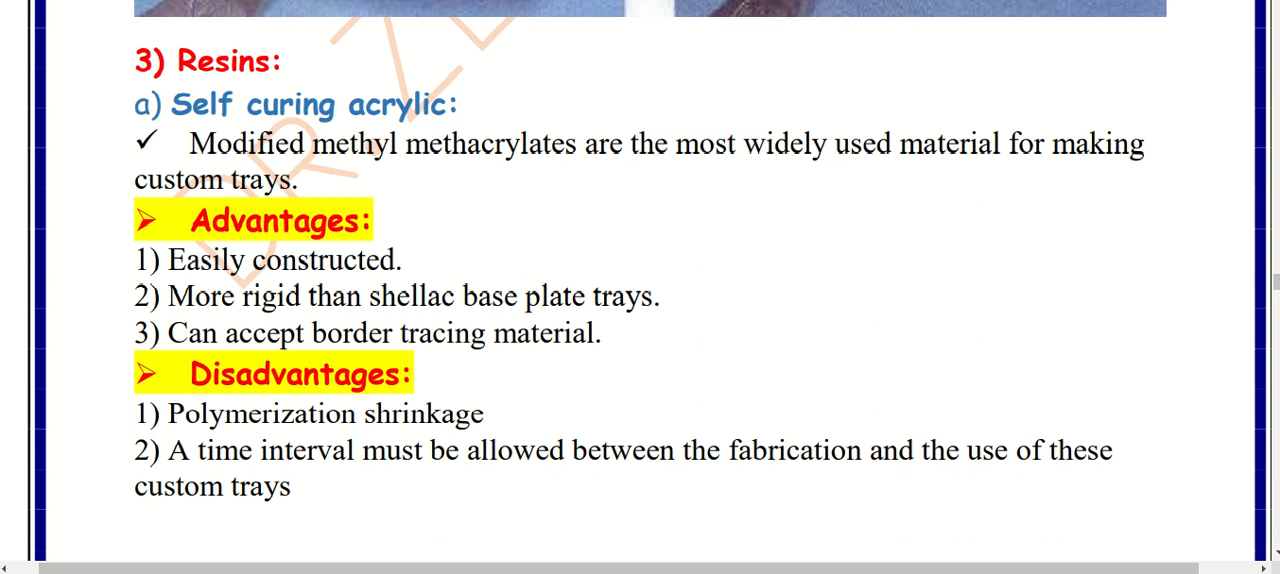 3) Resins:
a) Self curing acrylic:
✓ Modified methyl methacrylates are the most widely used material for making
custom trays.
➢ Advantages:
1) Easily constructed.
2) More rigid than shellac base plate trays.
3) Can accept border tracing material.
➢ Disadvantages:
1) Polymerization shrinkage
2) A time interval must be allowed between the fabrication and the use of these
custom trays